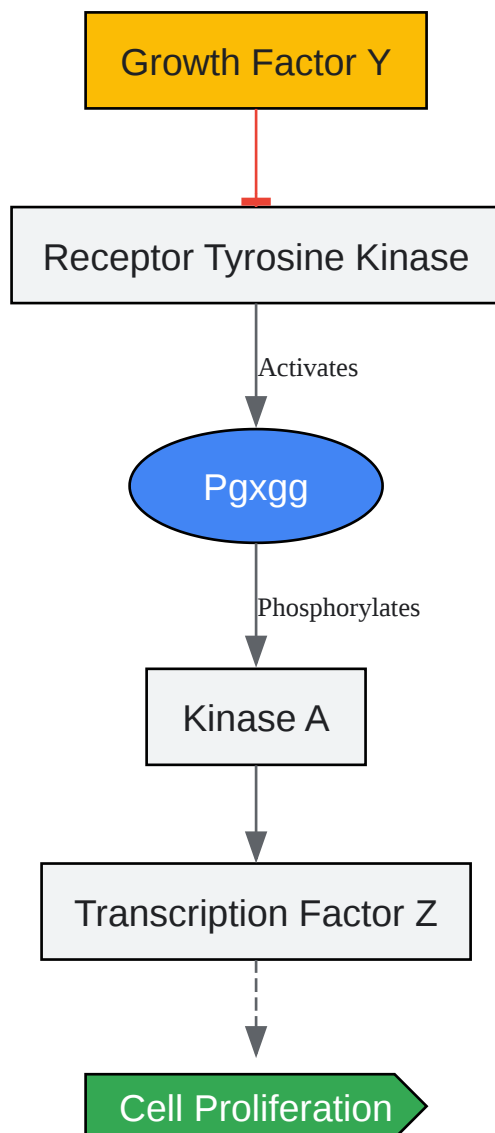 Growth Factor Y
Receptor Tyrosine Kinase
Activates
Pgxgg
Phosphorylates
Kinase A
Transcription Factor Z
Cell Proliferation